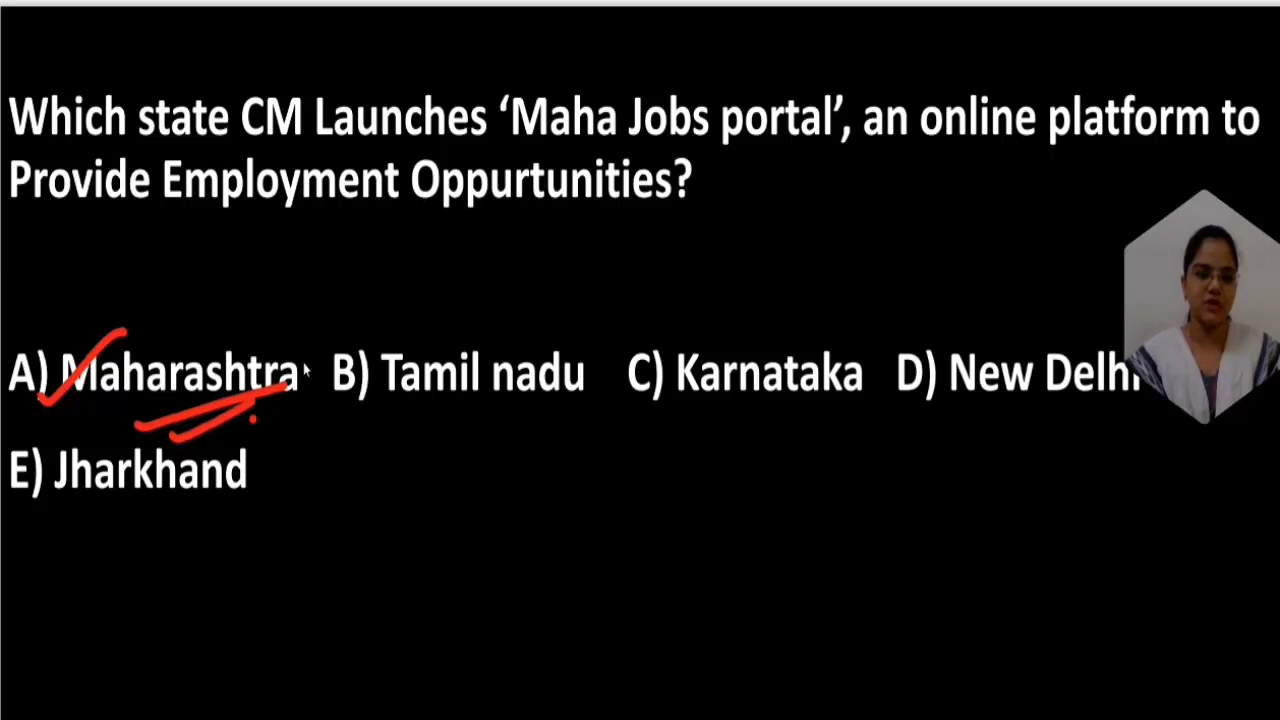 Which state CM Launches ‘Maha Jobs portal’, an online platform to
Provide Employment Oppurtunities?
A) Maharashtra B) Tamil nadu C) Karnataka D) New Delhi
E) Jharkhand